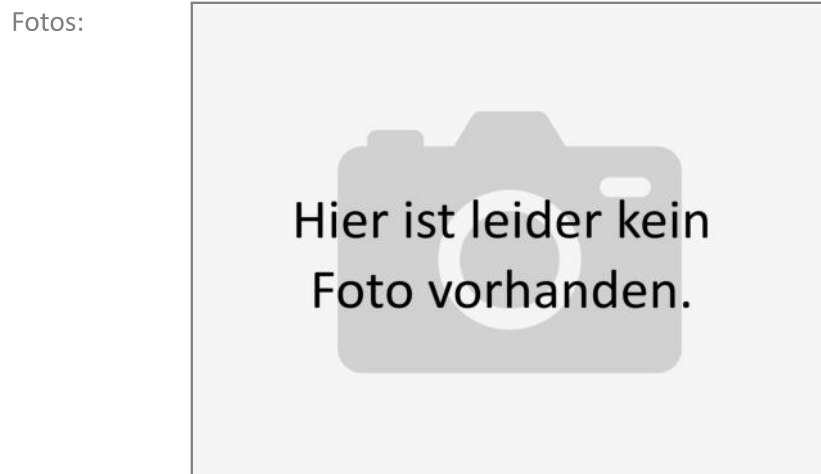 Fotos:
Hier ist leider kein
Foto vorhanden.